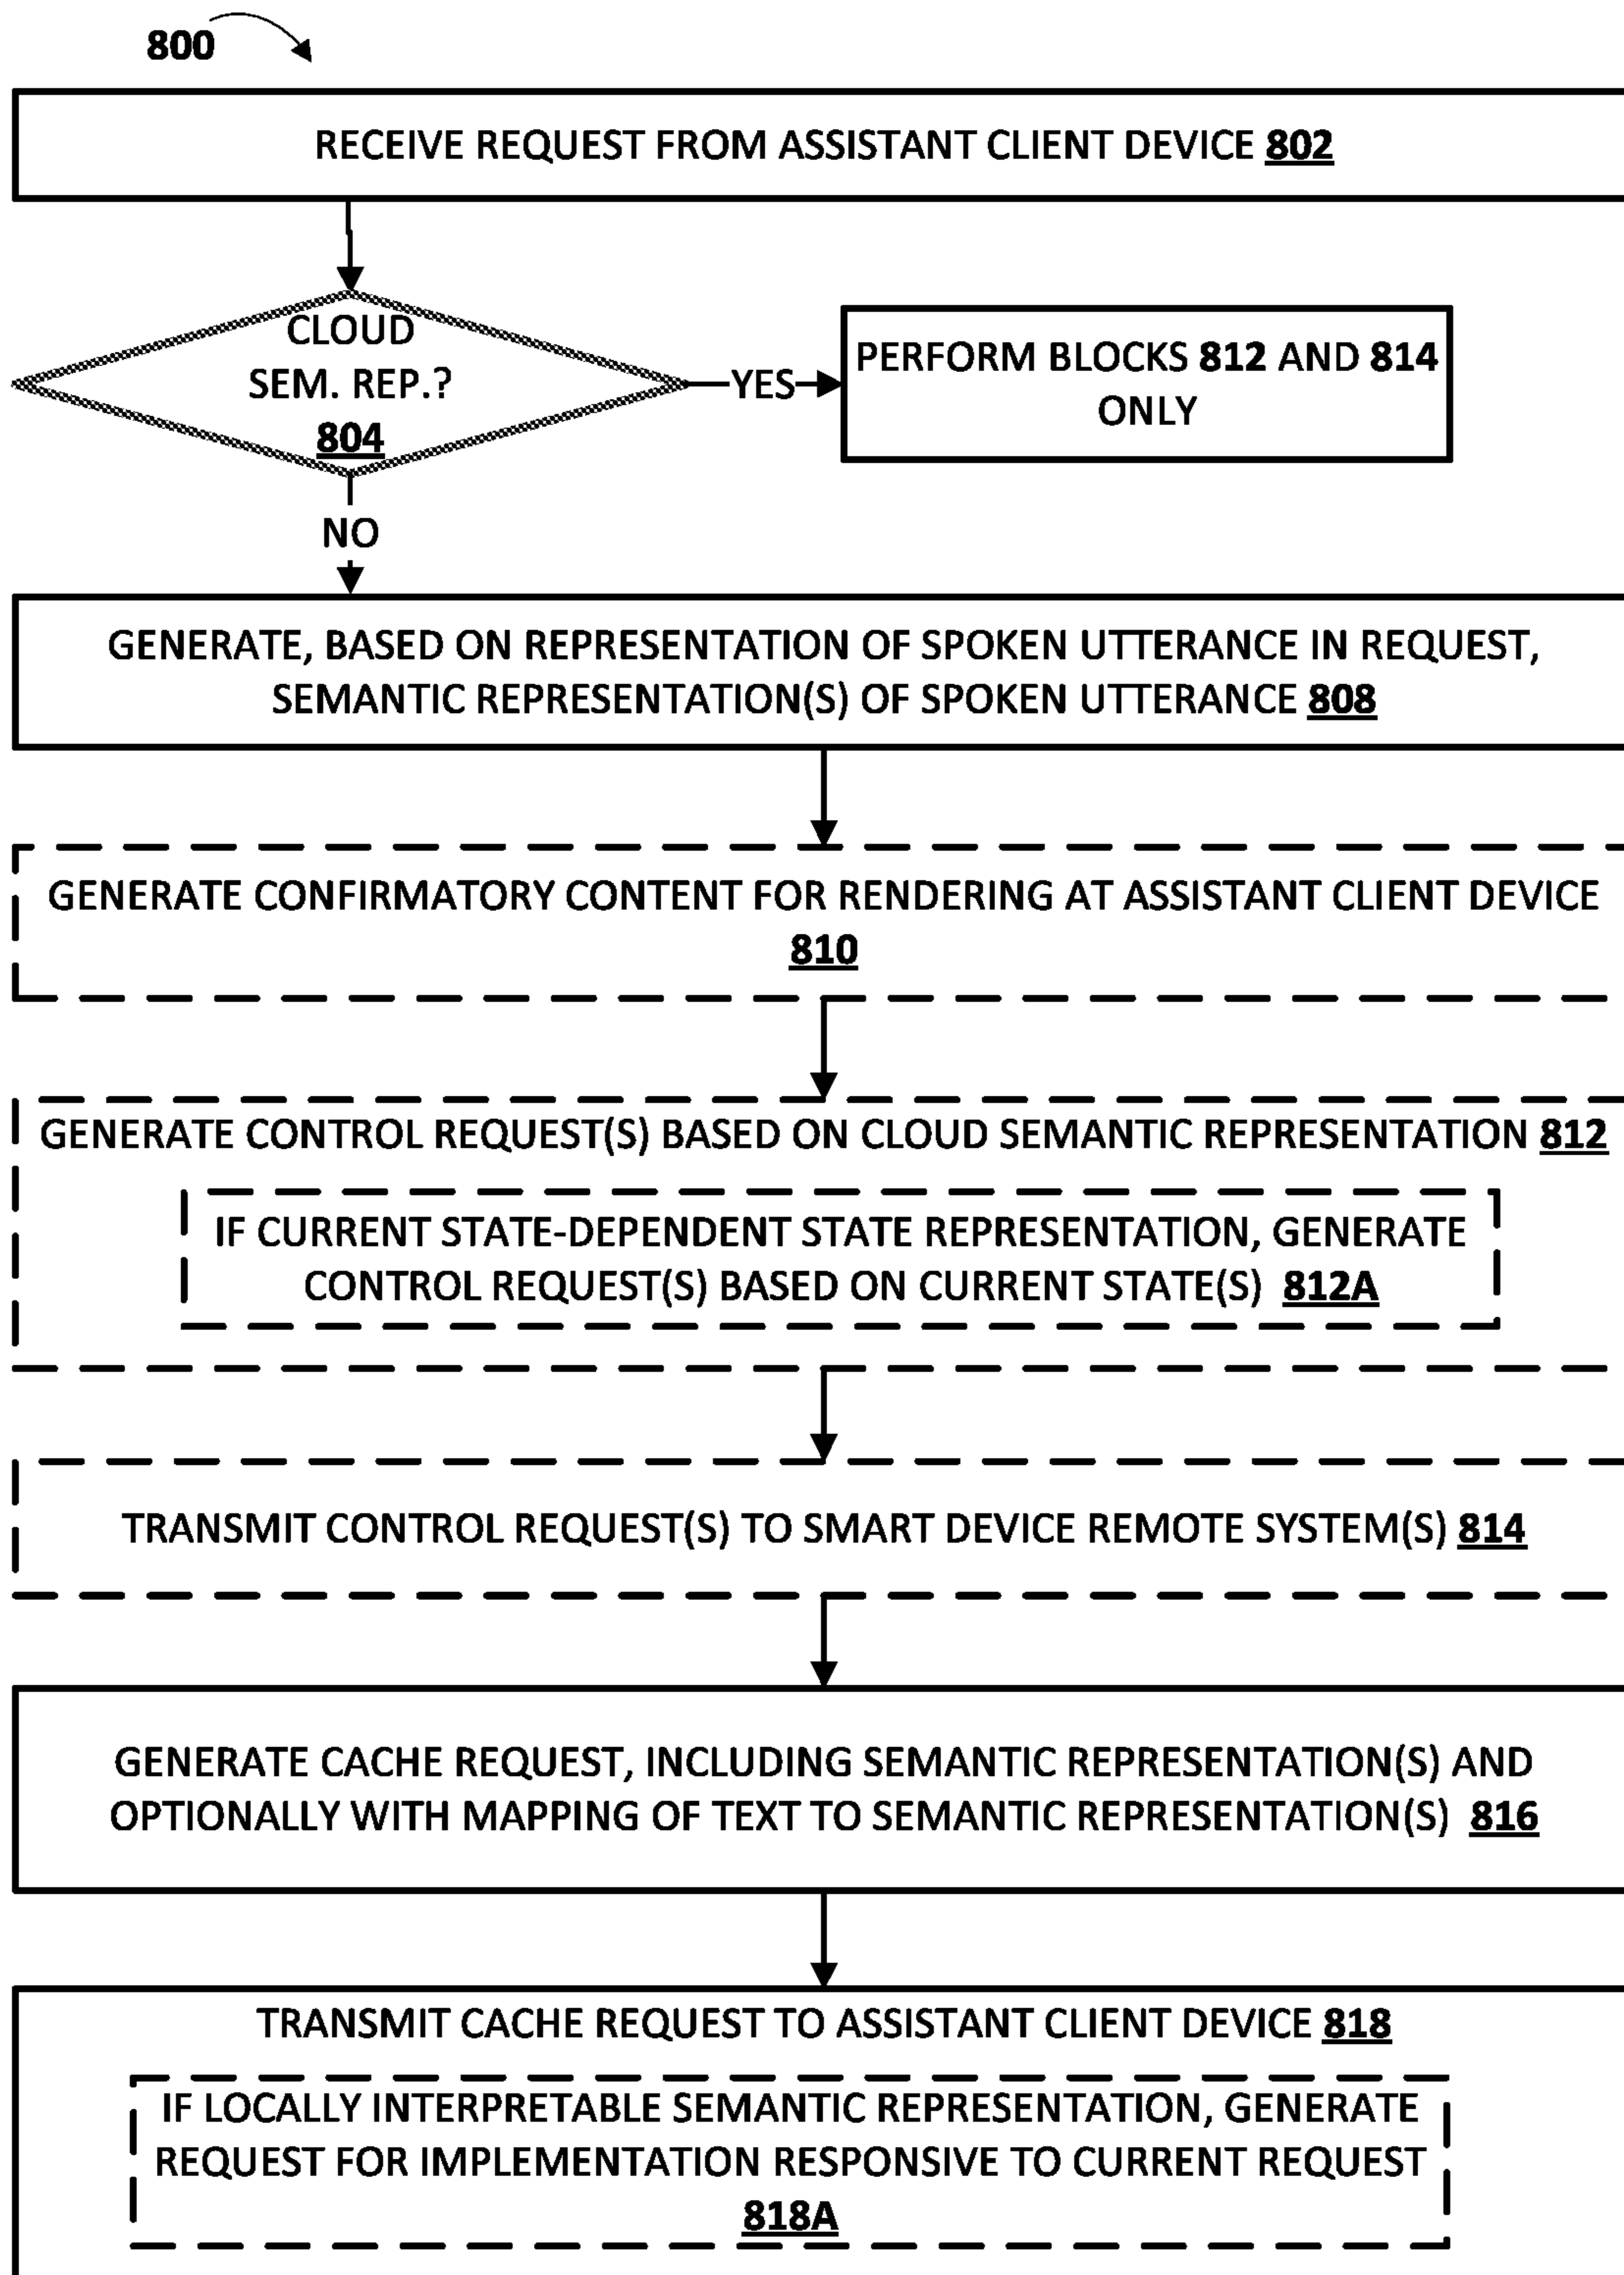 800
RECEIVE REQUEST FROM ASSISTANT CLIENT DEVICE 802
CLOUD
SEM. REP.?
804
YES
PERFORM BLOCKS 812 AND 814
ONLY
NO
GENERATE, BASED ON REPRESENTATION OF SPOKEN UTTERANCE IN REQUEST,
SEMANTIC REPRESENTATION(S) OF SPOKEN UTTERANCE 808
GENERATE CONFIRMATORY CONTENT FOR RENDERING AT ASSISTANT CLIENT DEVICE
810
GENERATE CONTROL REQUEST(S) BASED ON CLOUD SEMANTIC REPRESENTATION 812
IF CURRENT STATE-DEPENDENT STATE REPRESENTATION, GENERATE
CONTROL REQUEST(S) BASED ON CURRENT STATE(S) 812A
TRANSMIT CONTROL REQUEST(S) TO SMART DEVICE REMOTE SYSTEM(S) 814
GENERATE CACHE REQUEST, INCLUDING SEMANTIC REPRESENTATION(S) AND
OPTIONALLY WITH MAPPING OF TEXT TO SEMANTIC REPRESENTATION(S) 816
TRANSMIT CACHE REQUEST TO ASSISTANT CLIENT DEVICE 818
IF LOCALLY INTERPRETABLE SEMANTIC REPRESENTATION, GENERATE
REQUEST FOR IMPLEMENTATION RESPONSIVE TO CURRENT REQUEST
818A